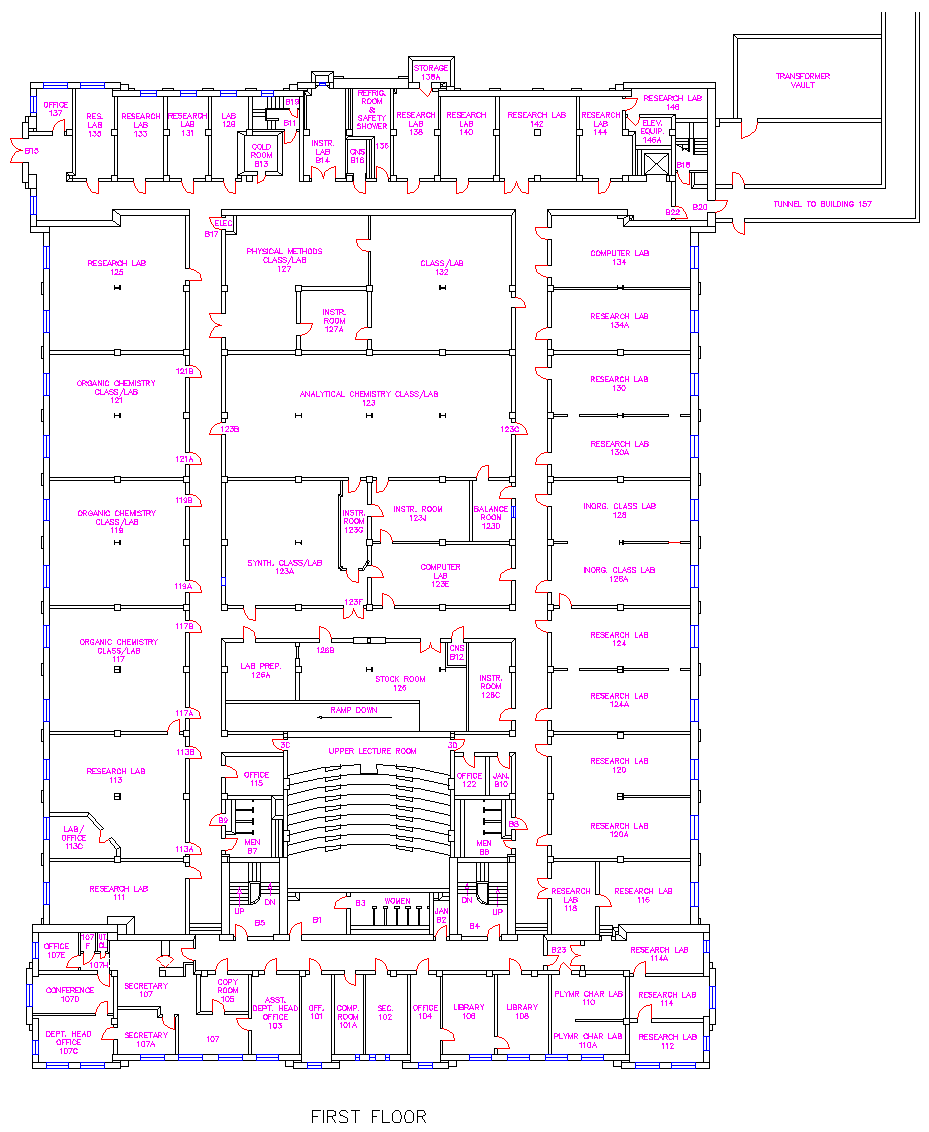 STORAGE
138A
TRANSFORMER
VAULT
OFFICE
137
RES.
LAB
135
RESEARCH
LAB
133
RESEARCH
LAB
131
LAB
129
B19
B11
COLD
ROOM
B13
INSTR.
LAB
B14
REFRIG.
ROOM
&
SAFETY
SHOWER
136
CNS
B16
RESEARCH
LAB
138
RESEARCH LAB
140
RESEARCH LAB
142
RESEARCH
LAB
144
RESEARCH LAB
146
ELEV.
EQUIP.
146A
B18
B15
B22
B20
TUNNEL TO BUILDING 157
ELEC
B17
RESEARCH LAB
125
PHYSICAL METHODS
CLASS/LAB
127
CLASS/LAB
132
COMPUTER LAB
134
INSTR.
ROOM
127A
RESEARCH LAB
134A
121B
ORGANIC CHEMISTRY
CLASS/LAB
121
ANALYTICAL CHEMISTRY CLASS/LAB
123
RESEARCH LAB
130
123B
123C
RESEARCH LAB
130A
121A
119B
ORGANIC CHEMISTRY
CLASS/LAB
119
INSTR.
ROOM
123G
INSTR. ROOM
123J
BALANCE
ROOM
123D
INORG. CLASS LAB
128
SYNTH. CLASS/LAB
123A
COMPUTER
LAB
123E
INORG. CLASS LAB
128A
119A
123F
117B
ORGANIC CHEMISTRY
CLASS/LAB
117
126B
CNS
B12
RESEARCH LAB
124
LAB PREP.
126A
STOCK ROOM
126
INSTR.
ROOM
126C
RESEARCH LAB
124A
117A
RAMP DOWN
113B
3C
3D
UPPER LECTURE ROOM
RESEARCH LAB
113
OFFICE
115
OFFICE
122
JAN.
B10
RESEARCH LAB
120
LAB/
OFFICE
113C
B9
B8
RESEARCH LAB
120A
113A
MEN
B7
MEN
B6
RESEARCH LAB
111
UP
DN
B5
B1
B3
WOMEN
JAN
B2
DN
UP
B4
RESEARCH
LAB
118
RESEARCH LAB
116
OFFICE
107E
107
F
107H
B23
RESEARCH LAB
114A
CONFERENCE
107D
SECRETARY
107
COPY
ROOM
105
ASST.
DEPT. HEAD
OFFICE
103
OFF.
101
COMP.
ROOM
101A
SEC.
102
OFFICE
104
LIBRARY
106
LIBRARY
108
PLYMR CHAR LAB
110
RESEARCH LAB
114
DEPT. HEAD
OFFICE
107C
SECRETARY
107A
107
PLYMR CHAR LAB
110A
RESEARCH LAB
112
FIRST FLOOR